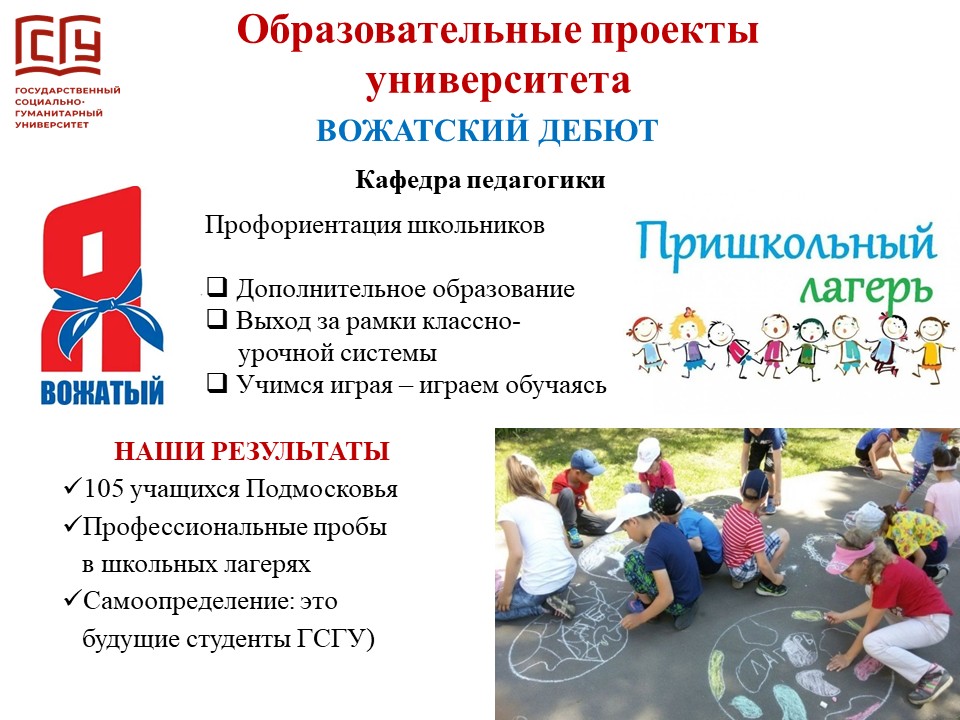 ГСГУ
ГОСУДАРСТВЕННЫЙ
СОЦИАЛЬНО-
ГУМАНИТАРНЫЙ
УНИВЕРСИТЕТ
Образовательные проекты
университета
ВОЖАТСКИЙ ДЕБЮТ
Кафедра педагогики
Я
ВОЖАТЫЙ
Профориентация школьников
Дополнительное образование
Выход за рамки классно-
урочной системы
Учимся играя – играем обучаясь
Пришкольный
лагерь
НАШИ РЕЗУЛЬТАТЫ
105 учащихся Подмосковья
Профессиональные пробы
в школьных лагерях
Самоопределение: это
будущие студенты ГСГУ)